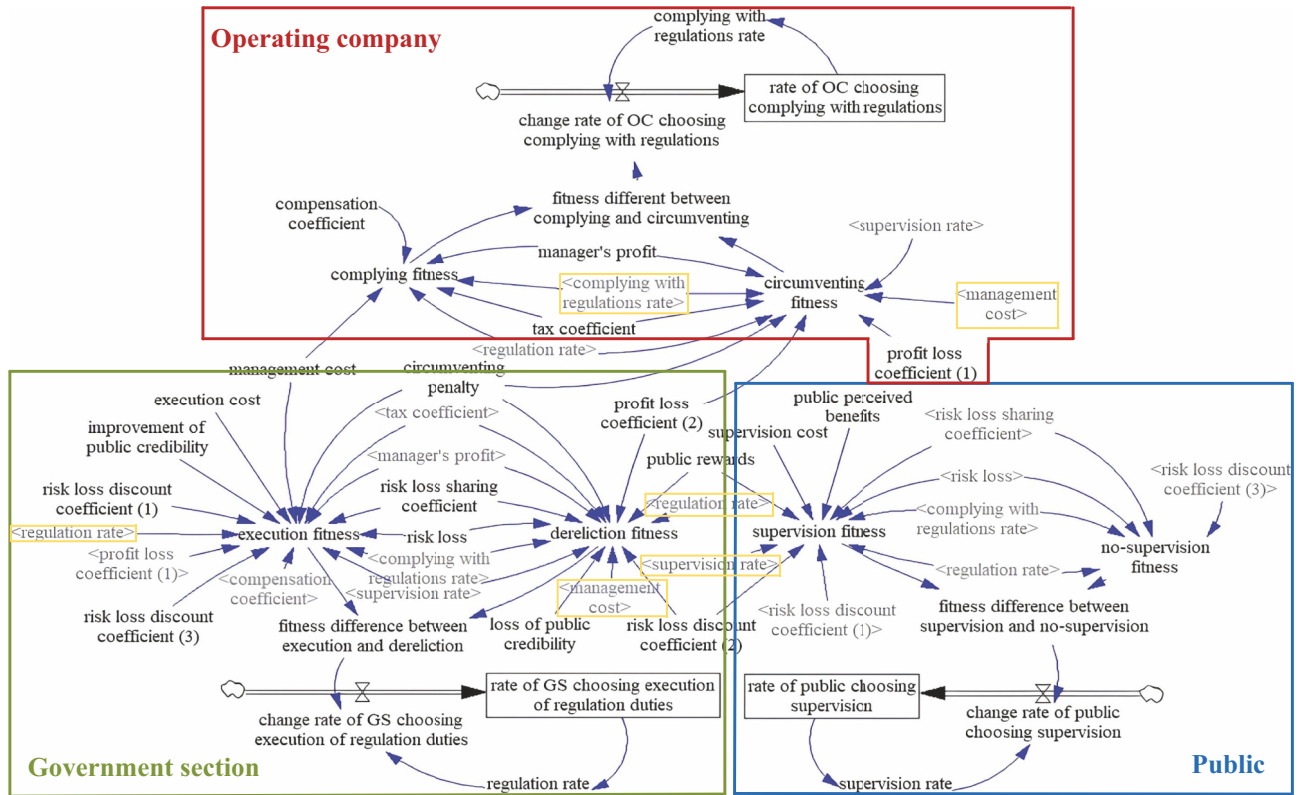 Operating company
complying with
regulations rate
rate of OC choosing
complying with regulations
change rate of OC choosing
complying with regulations
compensation
coefficient
fitness different between
complying and circumventing
<supervision rate>
manager's profit
complying fitness
<complying with
regulations rate>
circumventing
fitness
<management
cost>
tax coefficient
<regulation rate>
profit loss
coefficient (1)
management cost
circumventing
penalty
execution cost
<tax coefficient>
profit loss
coefficient (2)
public perceived
benefits
improvement of
public credibility
supervision cost
<risk loss sharing
coefficient>
<manager's profit>
public rewards
risk loss discount
coefficient (1)
risk loss sharing
coefficient
<regulation rate>
<risk loss>
<risk loss discount
coefficient (3)>
<regulation rate>
execution fitness
risk loss
dereliction fitness
supervision fitness
<complying with
regulations rate>
no-supervision
fitness
<profit loss
coefficient (1)>
<compensation
coefficient>
<complying with
regulations rate>
<supervision rate>
<supervision rate>
<management
cost>
<regulation rate>
risk loss discount
coefficient (3)
fitness difference between
execution and dereliction
loss of public
credibility
risk loss discount
coefficient (2)
<risk loss discount
coefficient (1)>
fitness difference between
supervision and no-supervision
rate of GS choosing execution
of regulation duties
rate of public choosing
supervision
change rate of GS choosing
execution of regulation duties
change rate of public
choosing supervision
Government section
regulation rate
supervision rate
Public